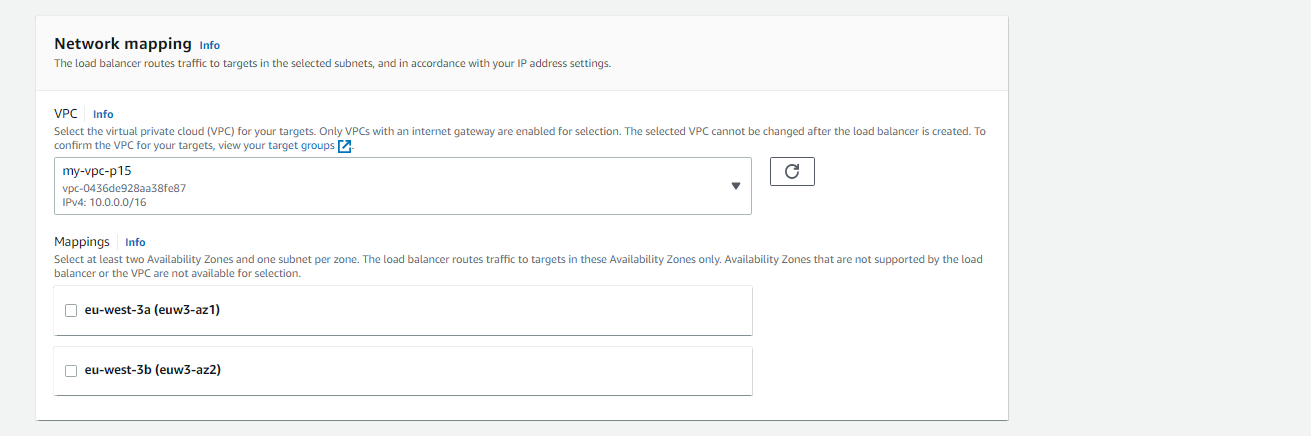 Network mapping Info
The load balancer routes traffic to targets in the selected subnets, and in accordance with your IP address settings.
VPC Info
Select the virtual private cloud (VPC) for your targets. Only VPCs with an internet gateway are enabled for selection. The selected VPC cannot be changed after the load balancer is created. To
confirm the VPC for your targets, view your target groups.
my-vpc-p15
vpc-0436de928aa38fe87
IPv4: 10.0.0.0/16
Mappings Info
Select at least two Availability Zones and one subnet per zone. The load balancer routes traffic to targets in these Availability Zones only. Availability Zones that are not supported by the load
balancer or the VPC are not available for selection.
eu-west-3a (euw3-az1)
eu-west-3b (euw3-az2)